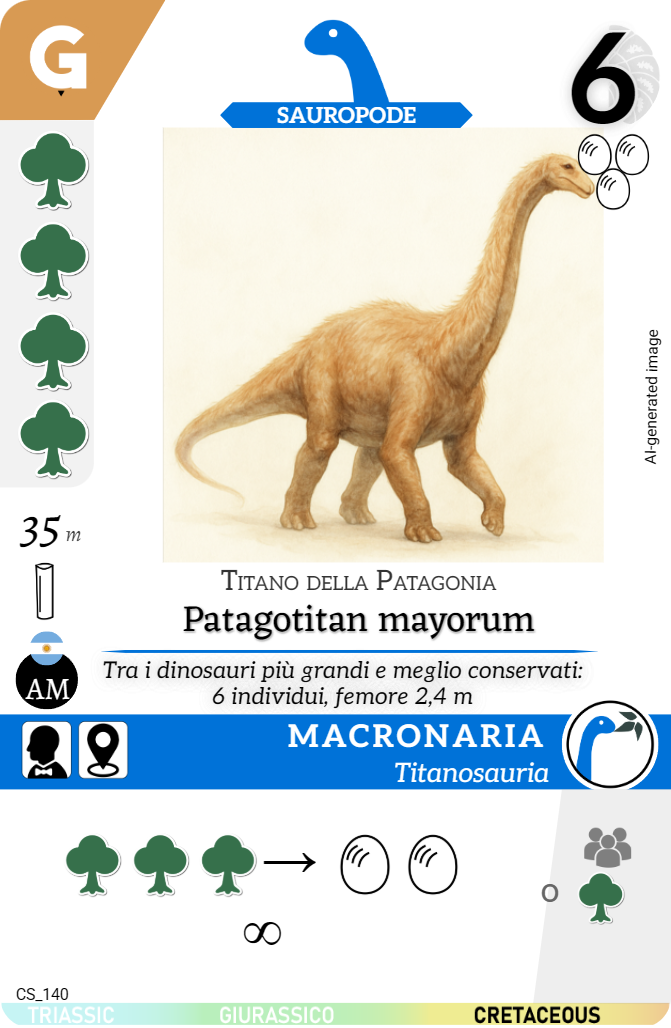 G
SAUROPODE
6
AI-generated image
35 m
TITANO DELLA PATAGONIA
Patagotitan mayorum
Tra i dinosauri più grandi e meglio conservati:
6 individui, femore 2,4 m
AM
MACRONARIA
Titanosauria
O
∞
CS_140
TRIASSIC
GIURASSICO
CRETACEOUS